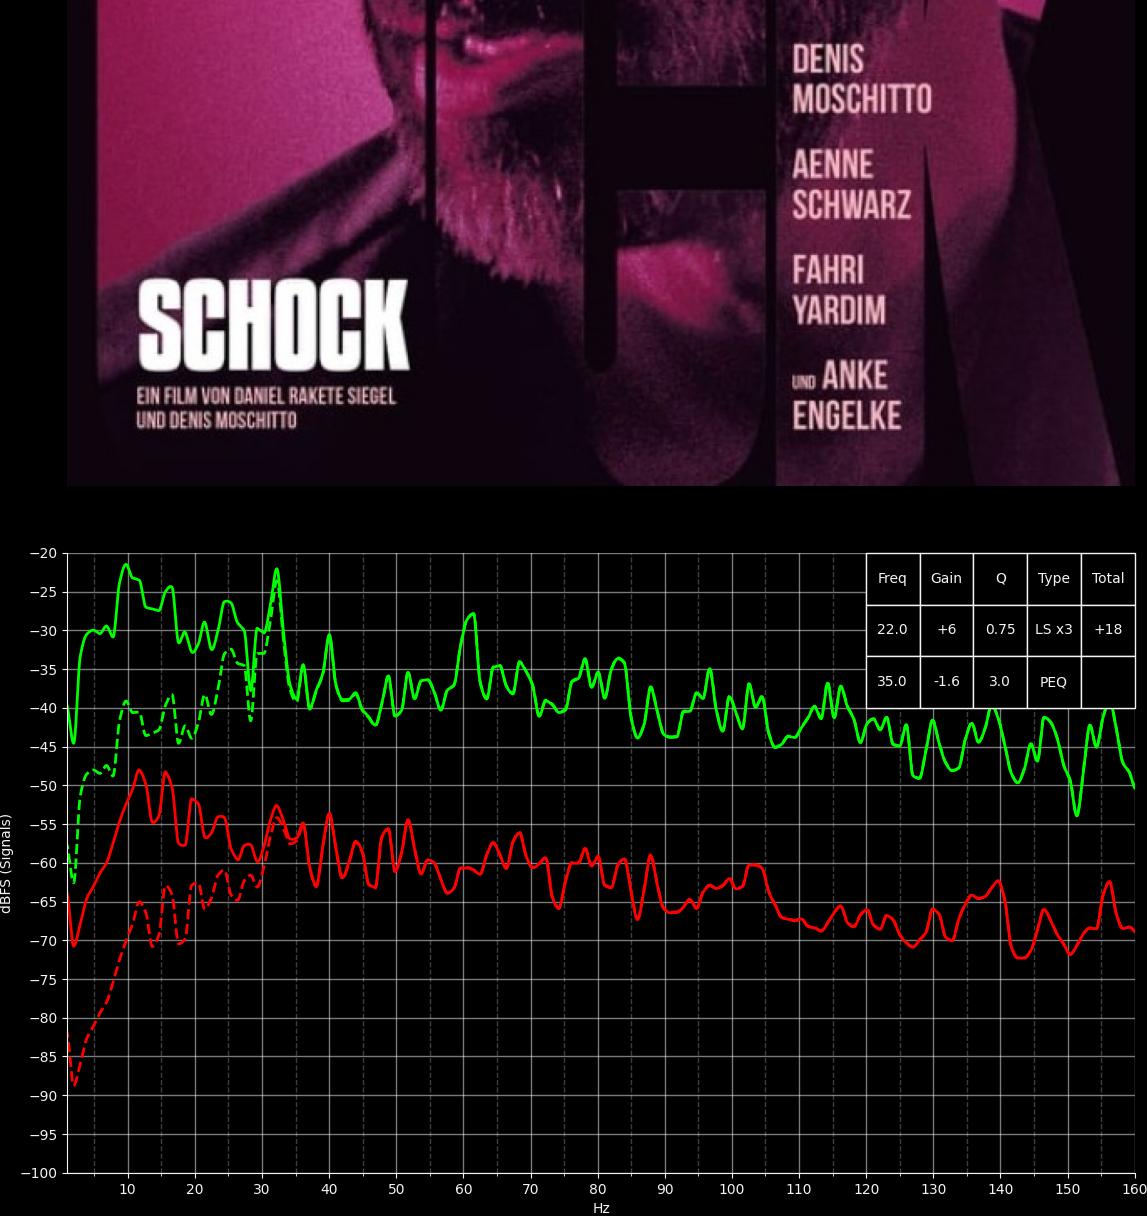 DENIS
MOSCHITTO
AENNE
SCHWARZ
FAHRI
YARDIM
UND ANKE
ENGELKE
SCHOCK
EIN FILM VON DANIEL RAKETE SIEGEL
UND DENIS MOSCHITTO
Freq Gain Q Type Total
22.0 +6 0.75 LS x3 +18
35.0 -1.6 3.0 PEQ
dBFS (Signals)
−20
−25
−30
−35
−40
−45
−50
−55
−60
−65
−70
−75
−80
−85
−90
−95
−100
10 20 30 40 50 60 70 80 90 100 110 120 130 140 150 160
Hz